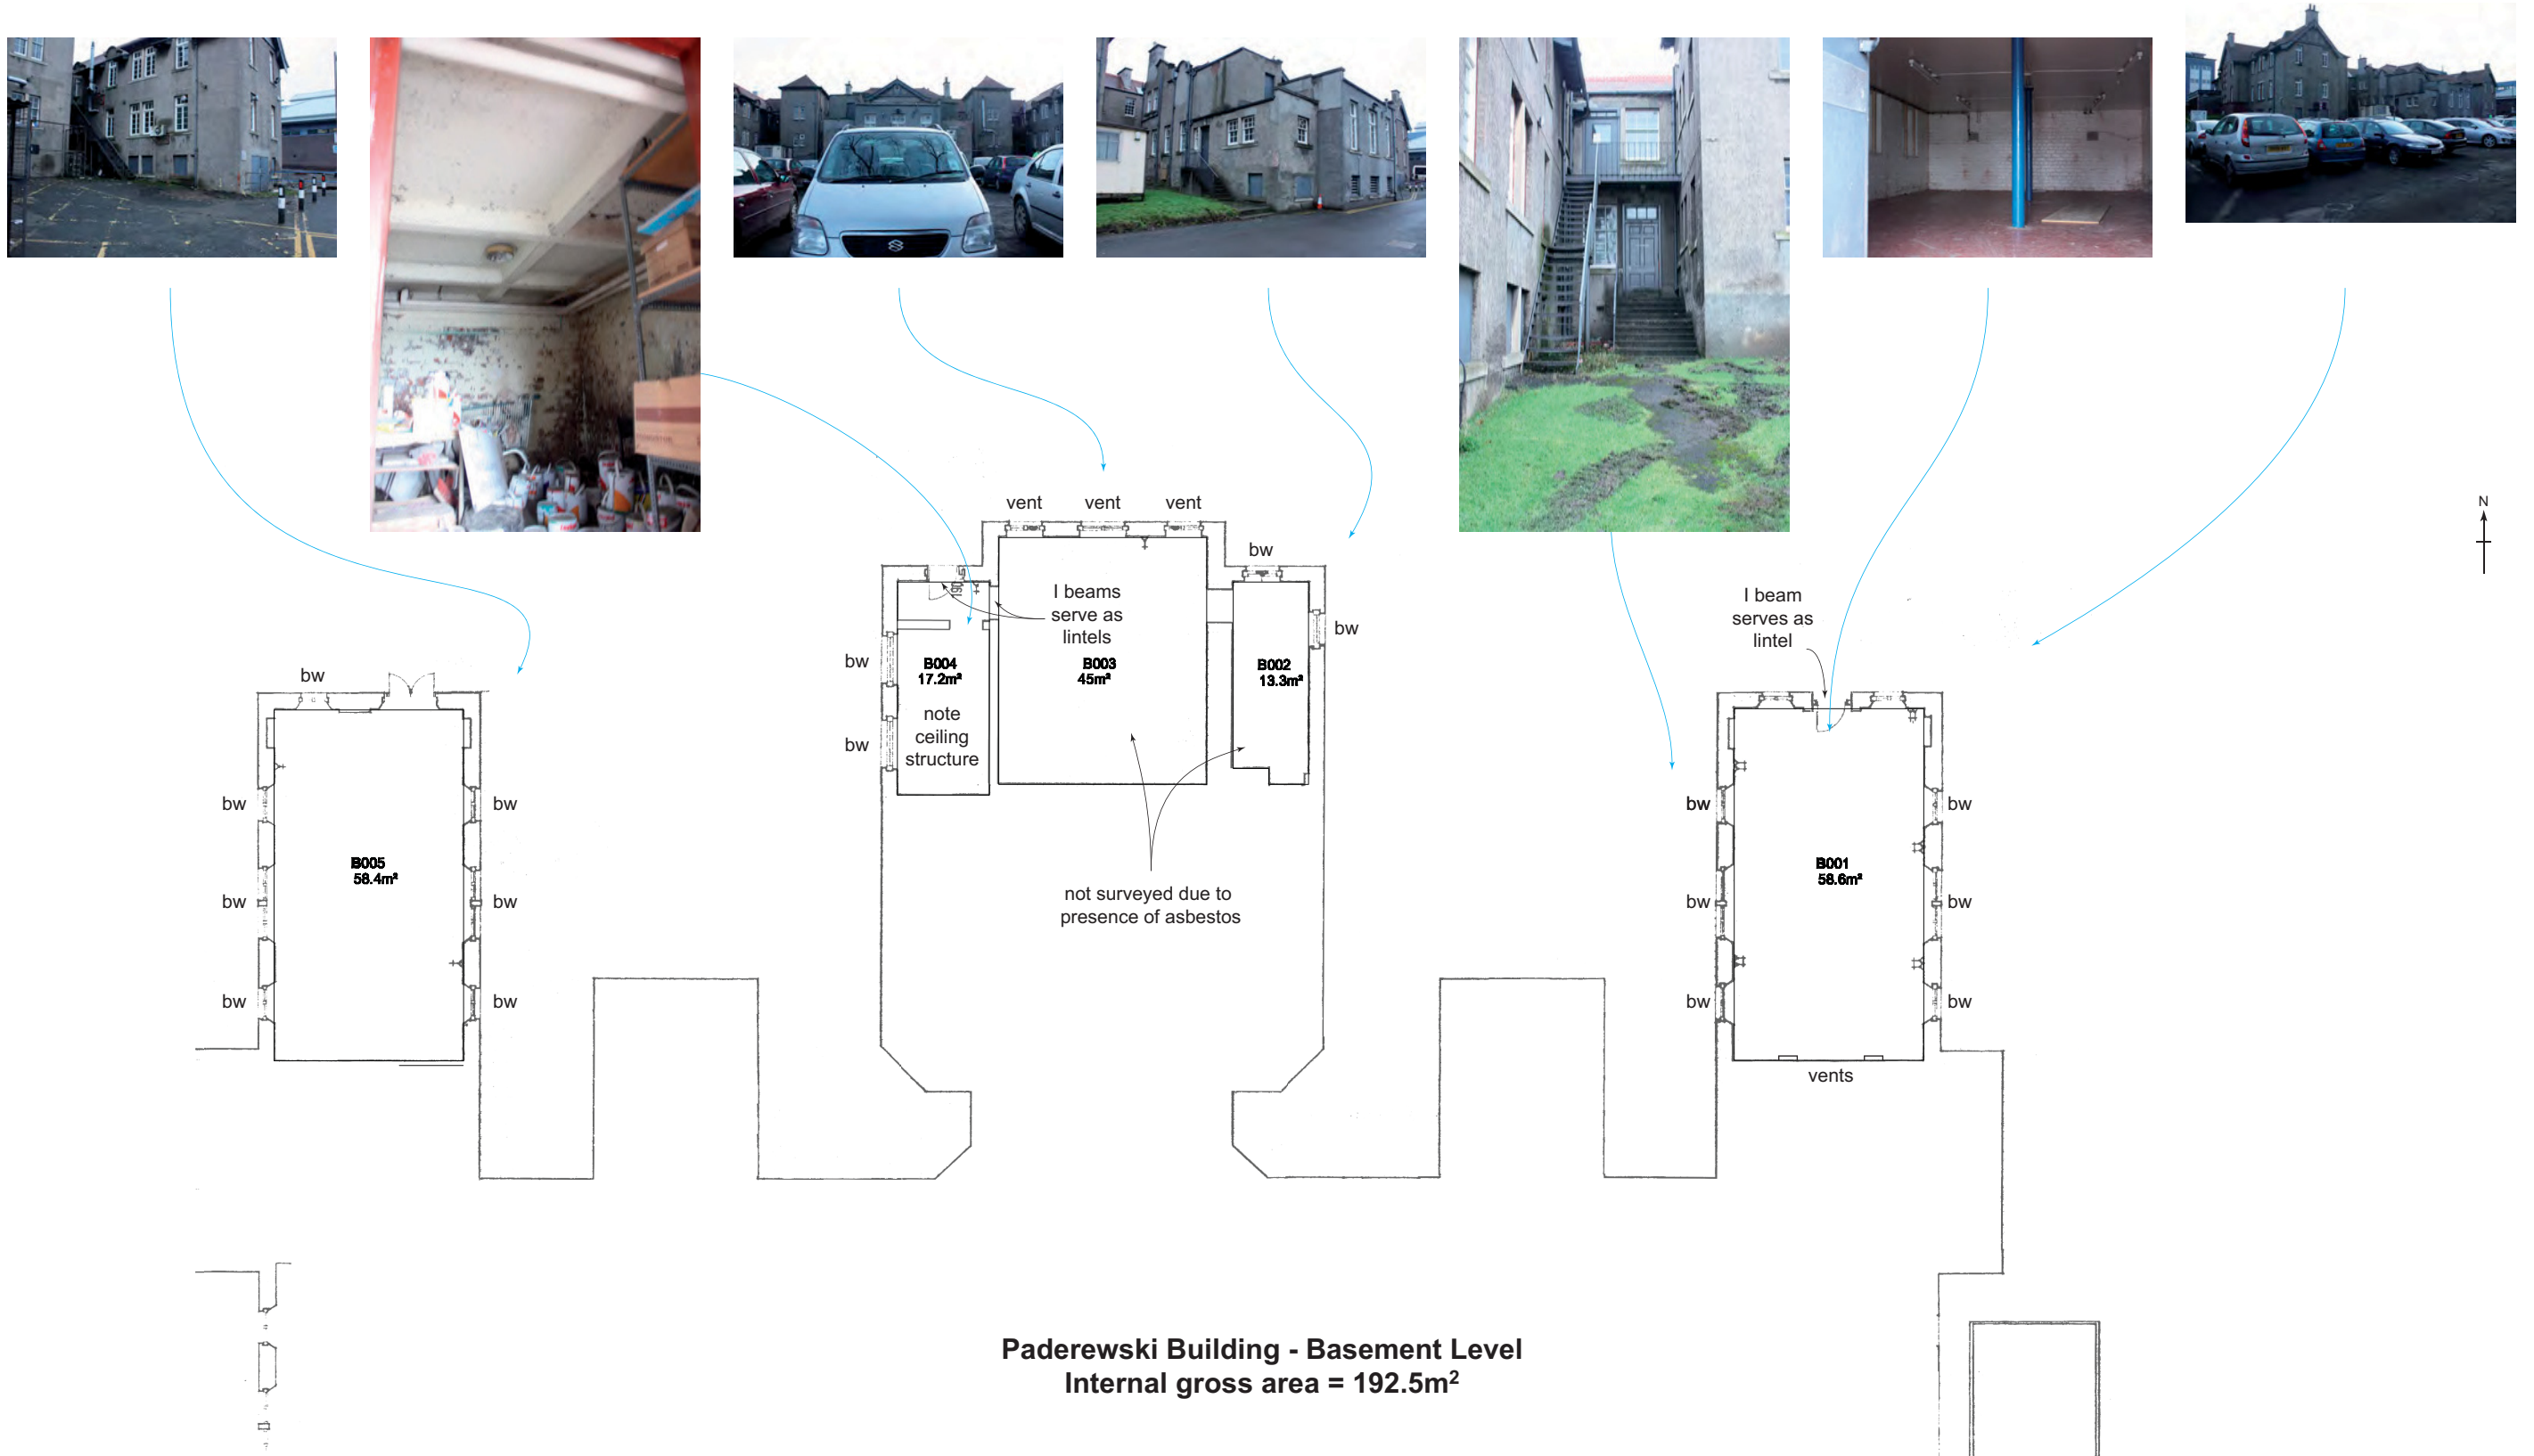 N
vent
vent
vent
bw
I beams
serve as
lintels
bw
I beam
serves as
lintel
bw
B004
17.2m²
B003
45m²
B002
13.3m²
bw
note
ceiling
structure
bw
bw
bw
bw
bw
bw
B005
58.4m²
B001
58.6m²
not surveyed due to
presence of asbestos
bw
bw
bw
bw
bw
bw
bw
bw
vents
Paderewski Building - Basement Level
Internal gross area = 192.5m²